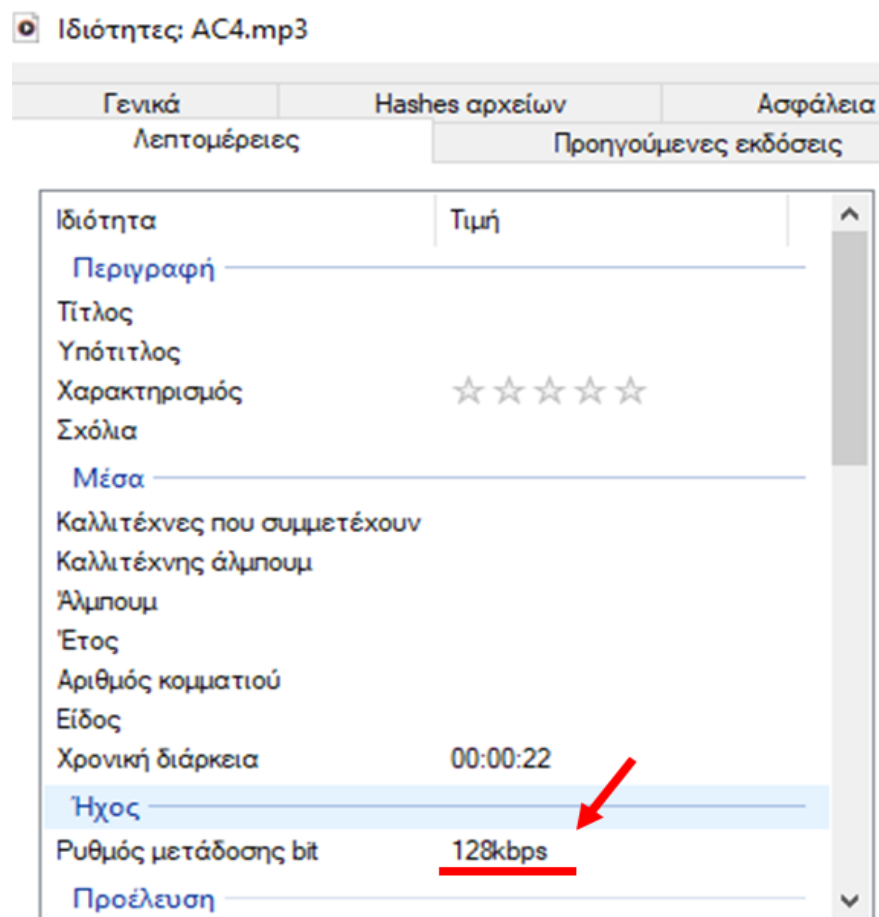 Ιδιότητες: AC4.mp3
Γενικά Hashes αρχείων Ασφάλεια
Λεπτομέρειες Προηγούμενες εκδόσεις
Ιδιότητα Τιμή
Περιγραφή
Τίτλος
Υπότιτλος
Χαρακτηρισμός
Σχόλια
Μέσα
Καλλιτέχνες που συμμετέχουν
Καλλιτέχνης άλμπουμ
Άλμπουμ
Έτος
Αριθμός κομματιού
Είδος
Χρονική διάρκεια 00:00:22
Ήχος
Ρυθμός μετάδοσης bit 128kbps
Προέλευση